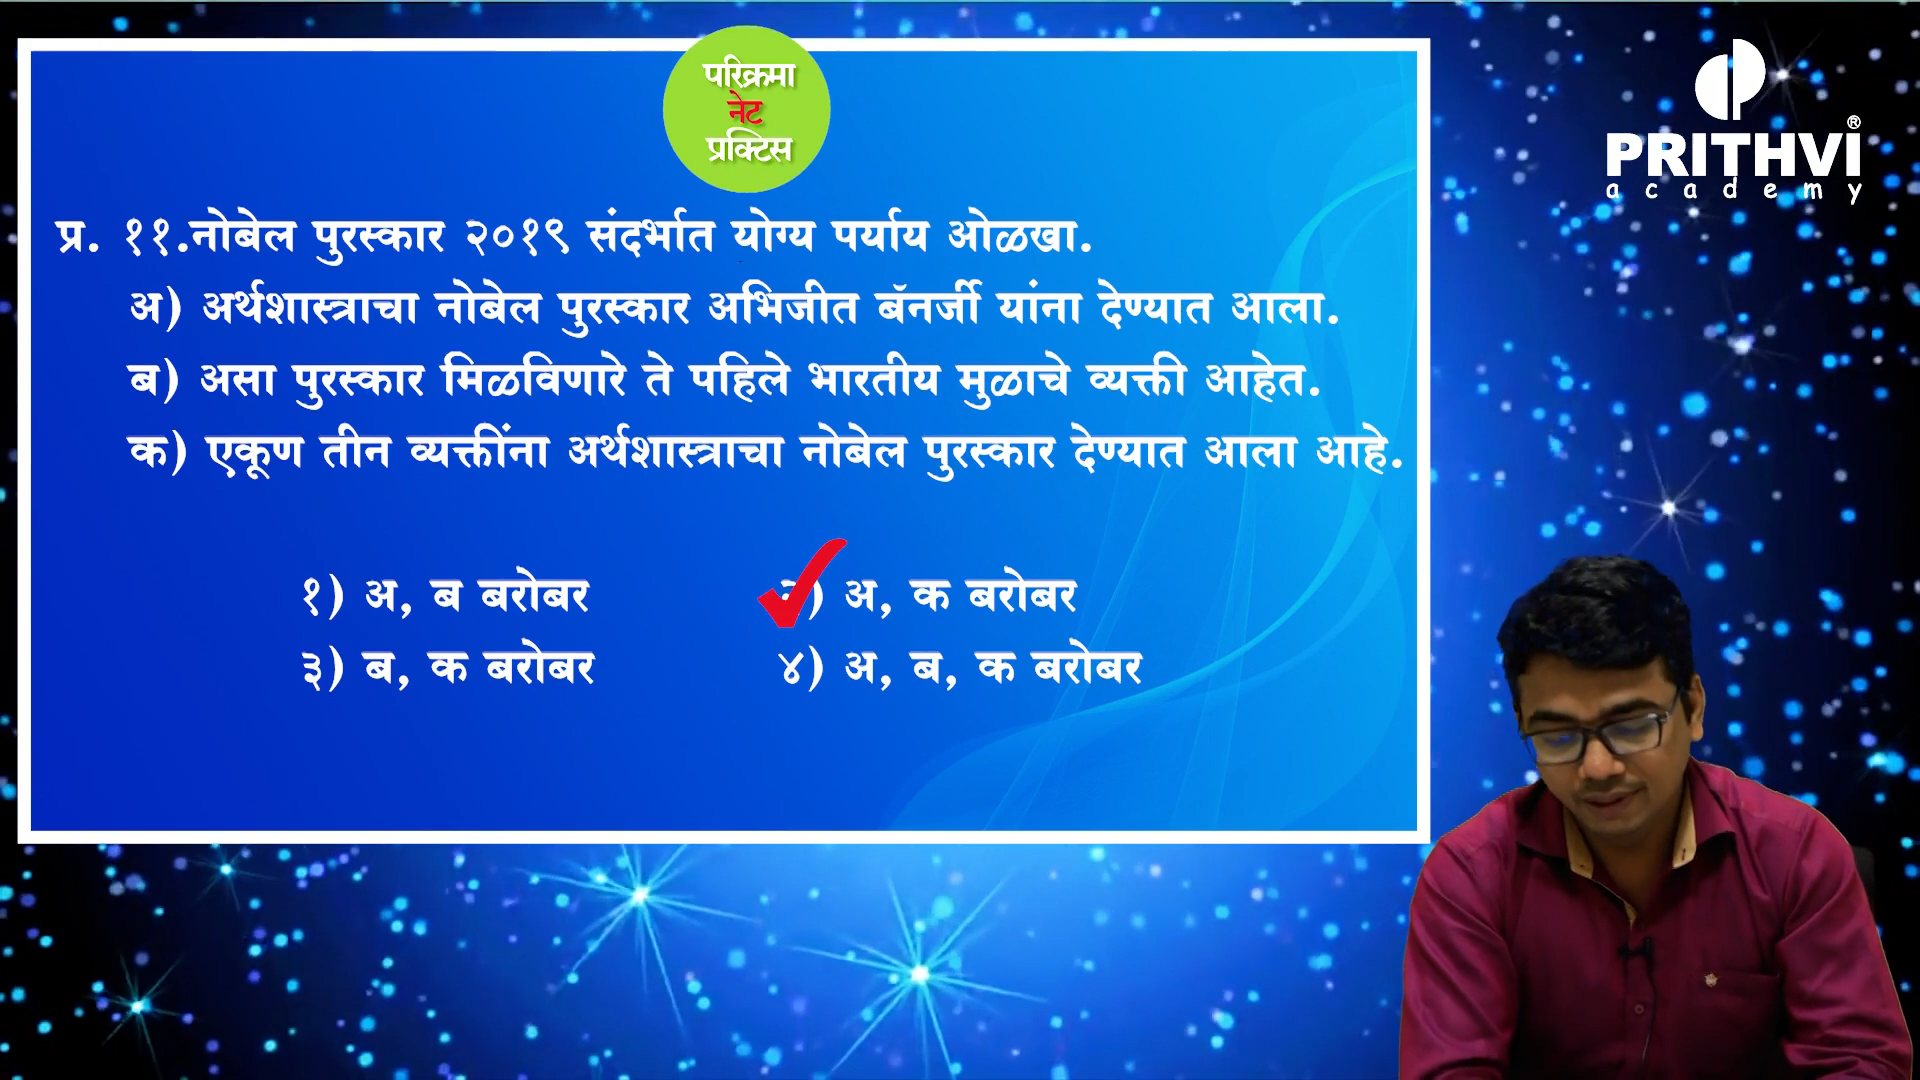 परिक्रमा
नेट
प्रक्टिस
PRITHVI®
academy
प्र. ११.नोबेल पुरस्कार २०१९ संदर्भात योग्य पर्याय ओळखा.
अ) अर्थशास्त्राचा नोबेल पुरस्कार अभिजीत बॅनर्जी यांना देण्यात आला.
ब) असा पुरस्कार मिळविणारे ते पहिले भारतीय मुळाचे व्यक्ती आहेत.
क) एकूण तीन व्यक्तींना अर्थशास्त्राचा नोबेल पुरस्कार देण्यात आला आहे.
१) अ, ब बरोबर
) अ, क बरोबर
३) ब, क बरोबर
४) अ, ब, क बरोबर